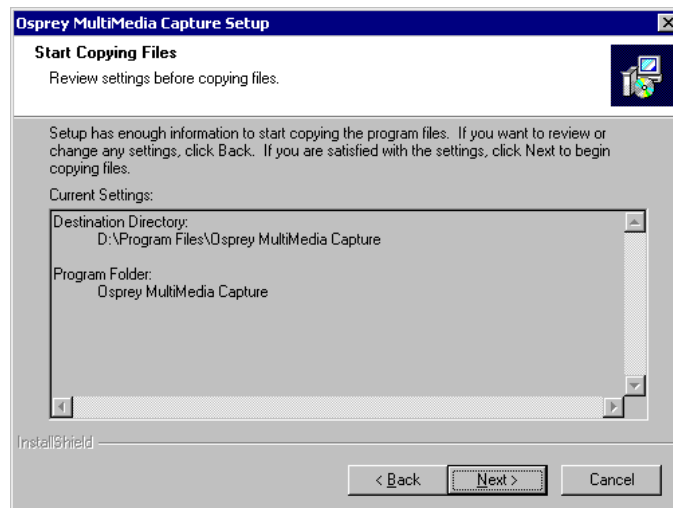 Osprey MultiMedia Capture Setup
Start Copying Files
Review settings before copying files.
Setup has enough information to start copying the program files.  If you want to review or
change any settings, click Back.  If you are satisfied with the settings, click Next to begin
copying files.
Current Settings:
Destination Directory:
D:\Program Files\Osprey MultiMedia Capture
Program Folder:
Osprey MultiMedia Capture
InstallShield
< Back
Next >
Cancel